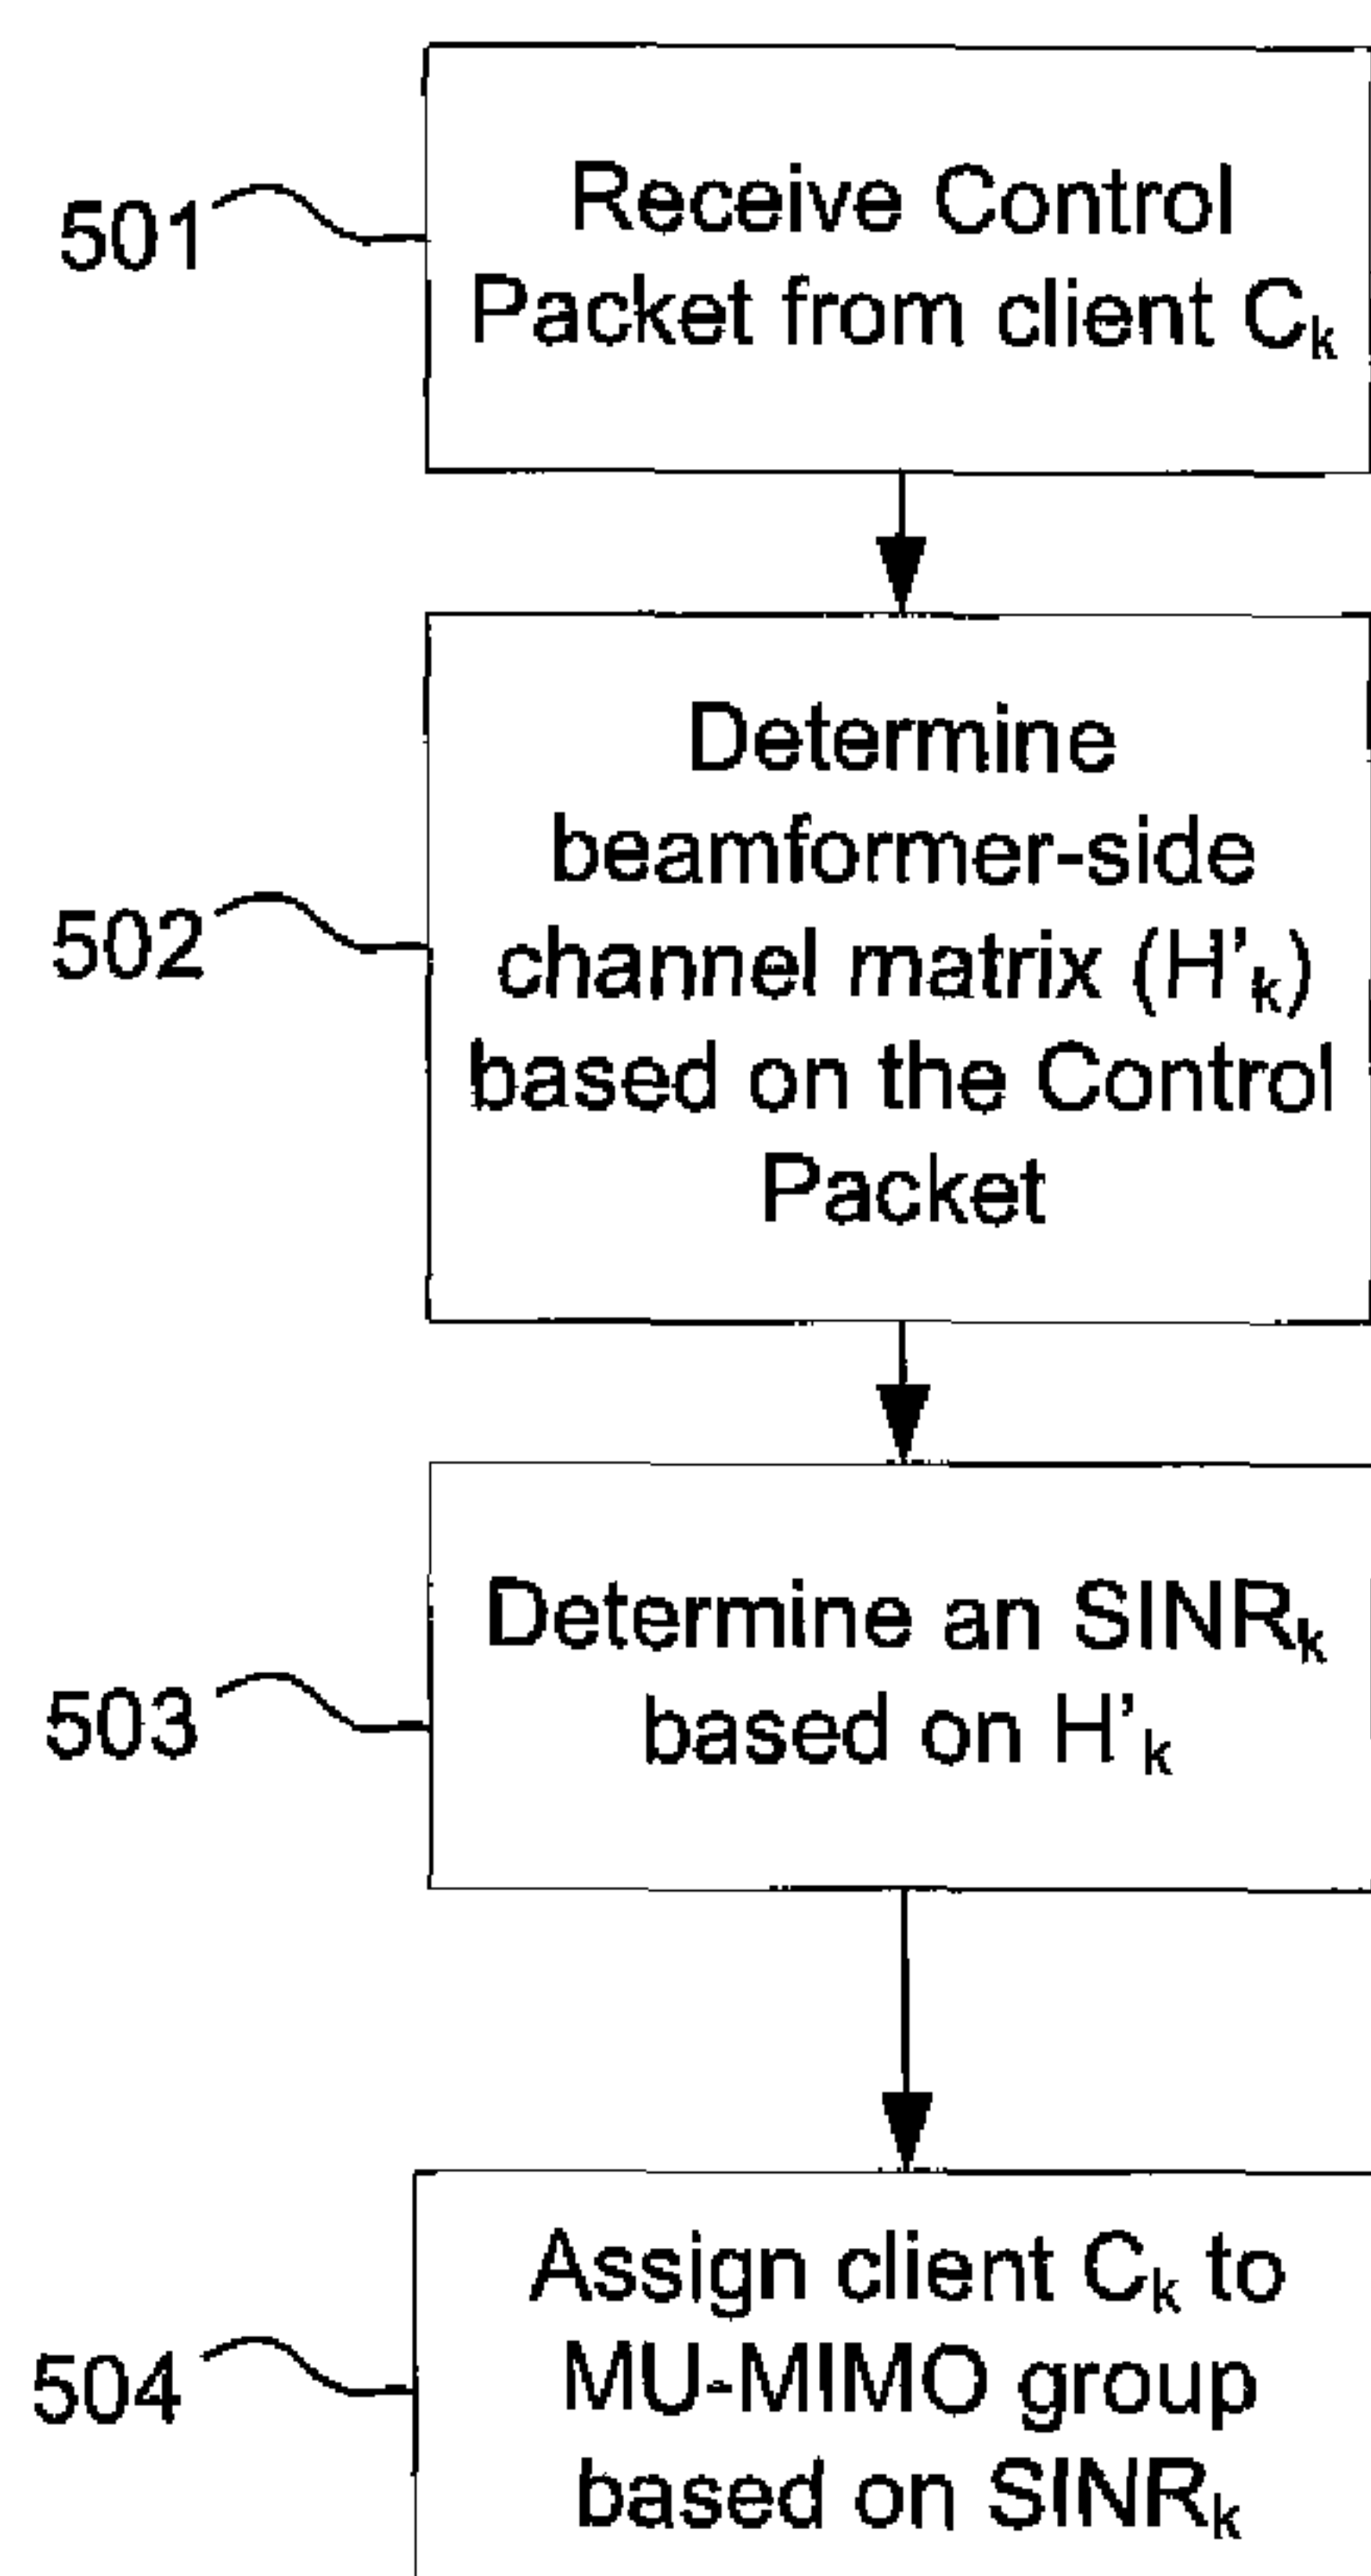 501
Receive Control
Packet from client Cₖ
502
Determine
beamformer-side
channel matrix (H'ₖ)
based on the Control
Packet
503
Determine an SINRₖ
based on H'ₖ
504
Assign client Cₖ to
MU-MIMO group
based on SINRₖ